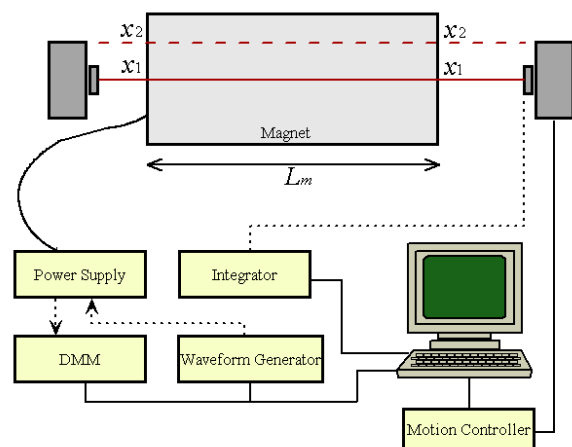 x2 x2
x1 x1
Magnet
Lm
Power Supply Integrator
DMM Waveform Generator
Motion Controller